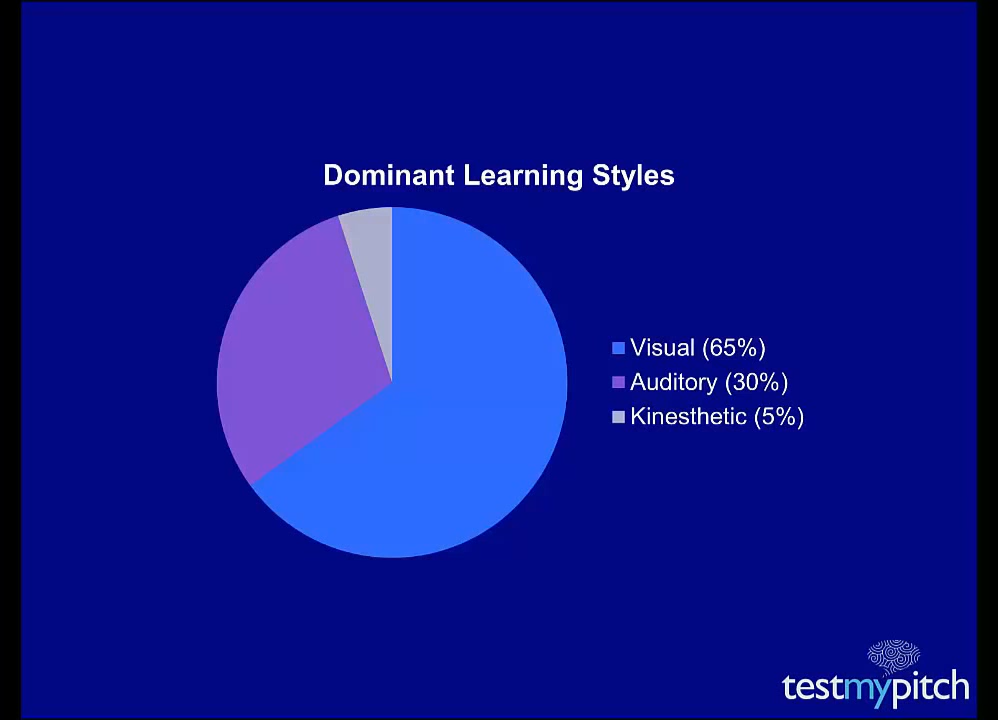 Dominant Learning Styles
Visual (65%)
Auditory (30%)
Kinesthetic (5%)
testmypitch